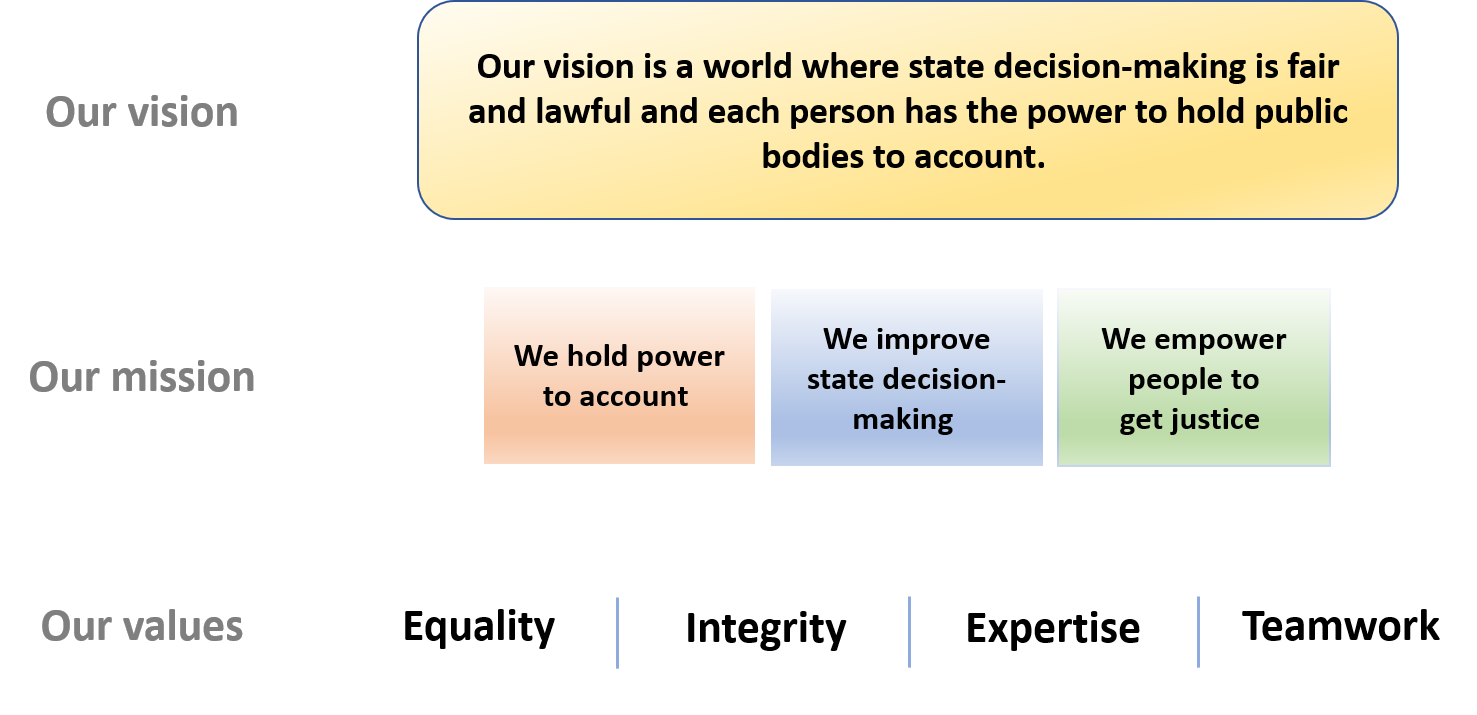 Our vision
Our vision is a world where state decision-making is fair
and lawful and each person has the power to hold public
bodies to account.
Our mission
We hold power
to account
We improve
state decision-
making
We empower
people to
get justice
Our values
Equality
Integrity
Expertise
Teamwork